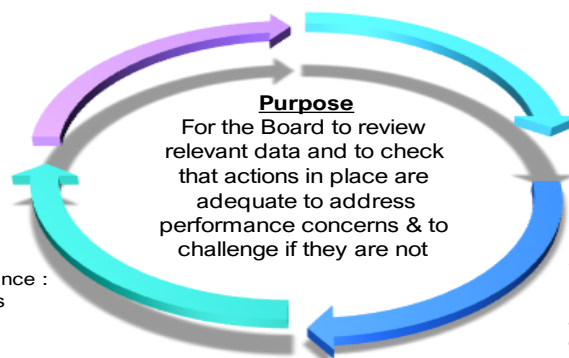 Purpose
For the Board to review
relevant data and to check
that actions in place are
adequate to address
performance concerns & to
challenge if they are not
nce :
s